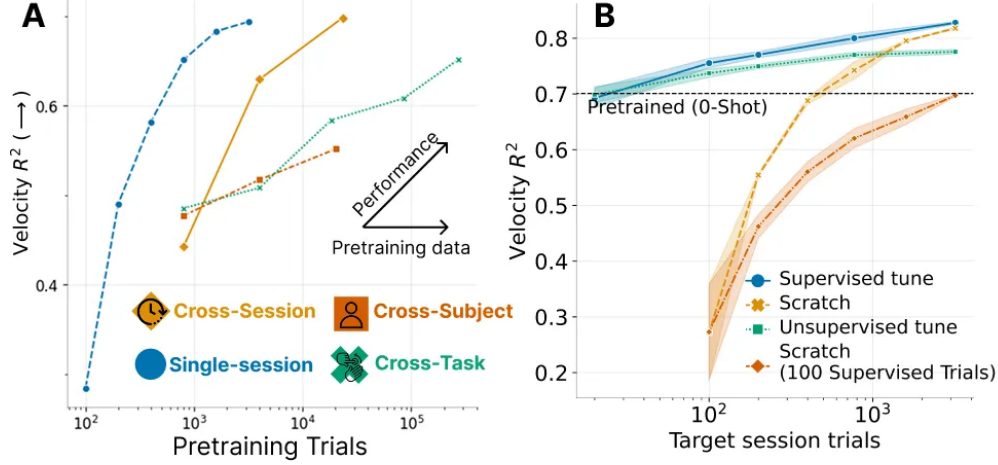 A
Velocity R² (⟶)
0.6
0.4
Performance
Pretraining data
Cross-Session
Cross-Subject
Single-session
Cross-Task
10² 10³ 10⁴ 10⁵
Pretraining Trials
B
Velocity R²
0.8
0.7
0.6
0.5
0.4
0.3
0.2
Pretrained (0-Shot)
Supervised tune
Scratch
Unsupervised tune
Scratch
(100 Supervised Trials)
10² 10³
Target session trials